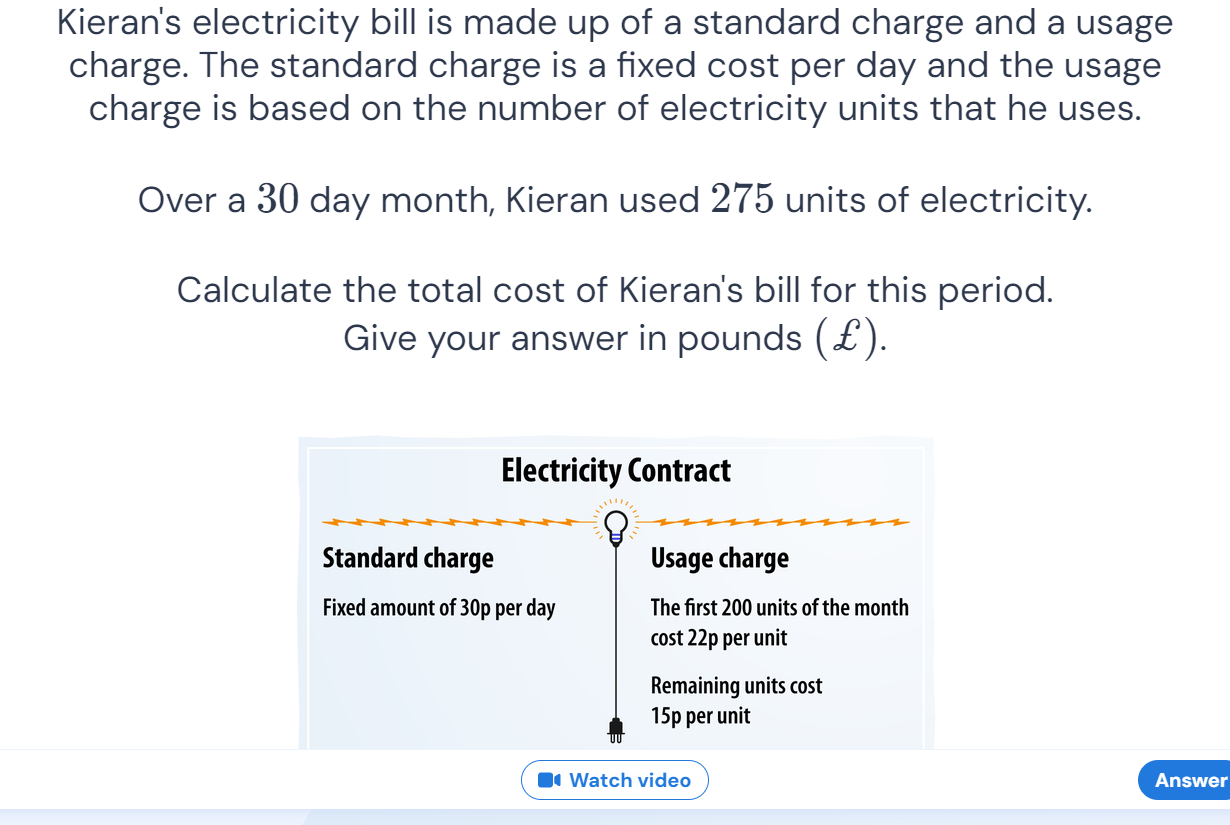 Kieran's electricity bill is made up of a standard charge and a usage
charge. The standard charge is a fixed cost per day and the usage
charge is based on the number of electricity units that he uses.
Over a 30 day month, Kieran used 275 units of electricity.
Calculate the total cost of Kieran's bill for this period.
Give your answer in pounds (£).
Electricity Contract
Standard charge
Fixed amount of 30p per day
Usage charge
The first 200 units of the month
cost 22p per unit
Remaining units cost
15p per unit
Watch video
Answer